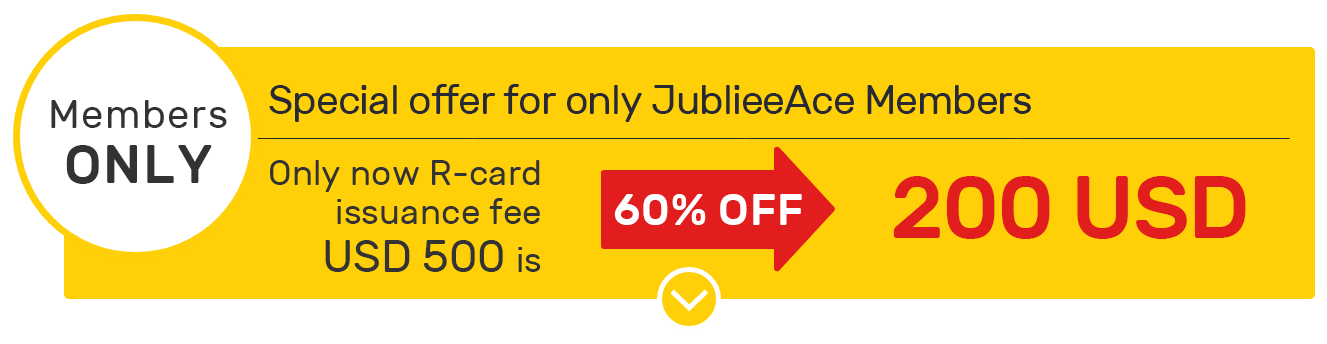 Members
ONLY
Special offer for only JublieeAce Members
Only now R-card
issuance fee
USD 500 is
60% OFF
200 USD